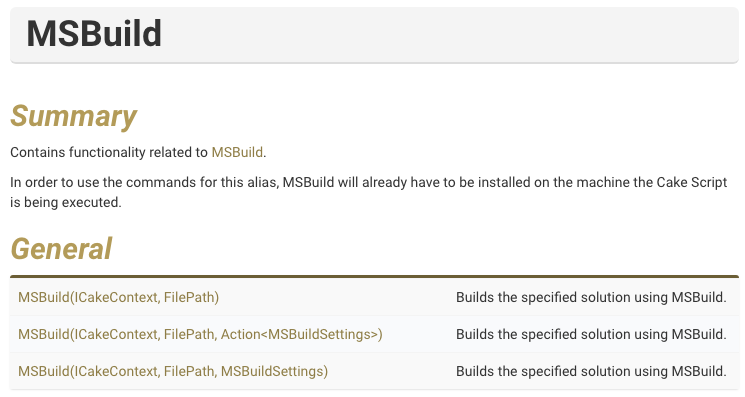 MSBuild
Summary
Contains functionality related to MSBuild.
In order to use the commands for this alias, MSBuild will already have to be installed on the machine the Cake Script
is being executed.
General
MSBuild(ICakeContext, FilePath) Builds the specified solution using MSBuild.
MSBuild(ICakeContext, FilePath, Action<MSBuildSettings>) Builds the specified solution using MSBuild.
MSBuild(ICakeContext, FilePath, MSBuildSettings) Builds the specified solution using MSBuild.